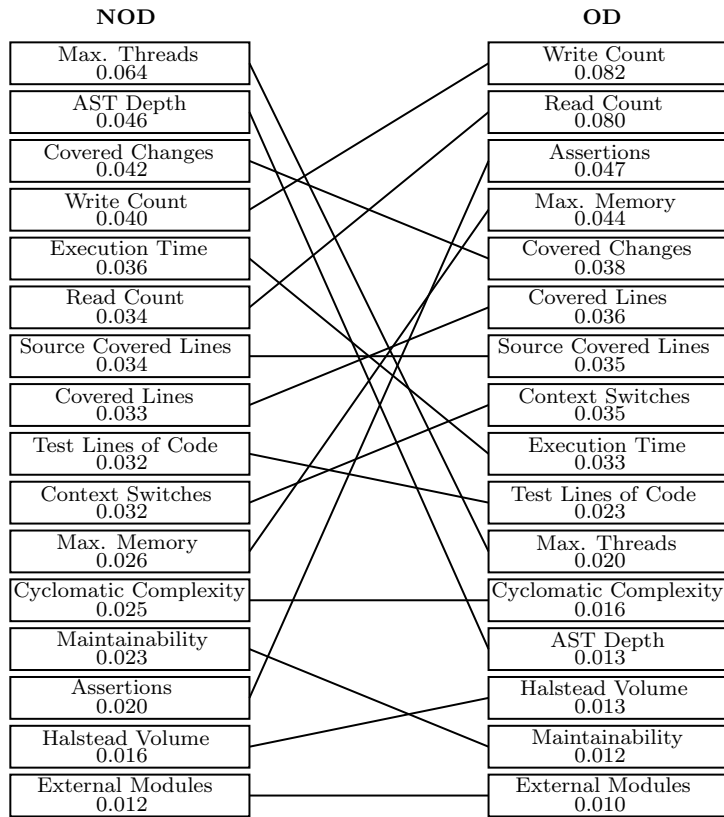 NOD
Max. Threads
0.064
AST Depth
0.046
Covered Changes
0.042
Write Count
0.040
Execution Time
0.036
Read Count
0.034
Source Covered Lines
0.034
Covered Lines
0.033
Test Lines of Code
0.032
Context Switches
0.032
Max. Memory
0.026
Cyclomatic Complexity
0.025
Maintainability
0.023
Assertions
0.020
Halstead Volume
0.016
External Modules
0.012
OD
Write Count
0.082
Read Count
0.080
Assertions
0.047
Max. Memory
0.044
Covered Changes
0.038
Covered Lines
0.036
Source Covered Lines
0.035
Context Switches
0.035
Execution Time
0.033
Test Lines of Code
0.023
Max. Threads
0.020
Cyclomatic Complexity
0.016
AST Depth
0.013
Halstead Volume
0.013
Maintainability
0.012
External Modules
0.010